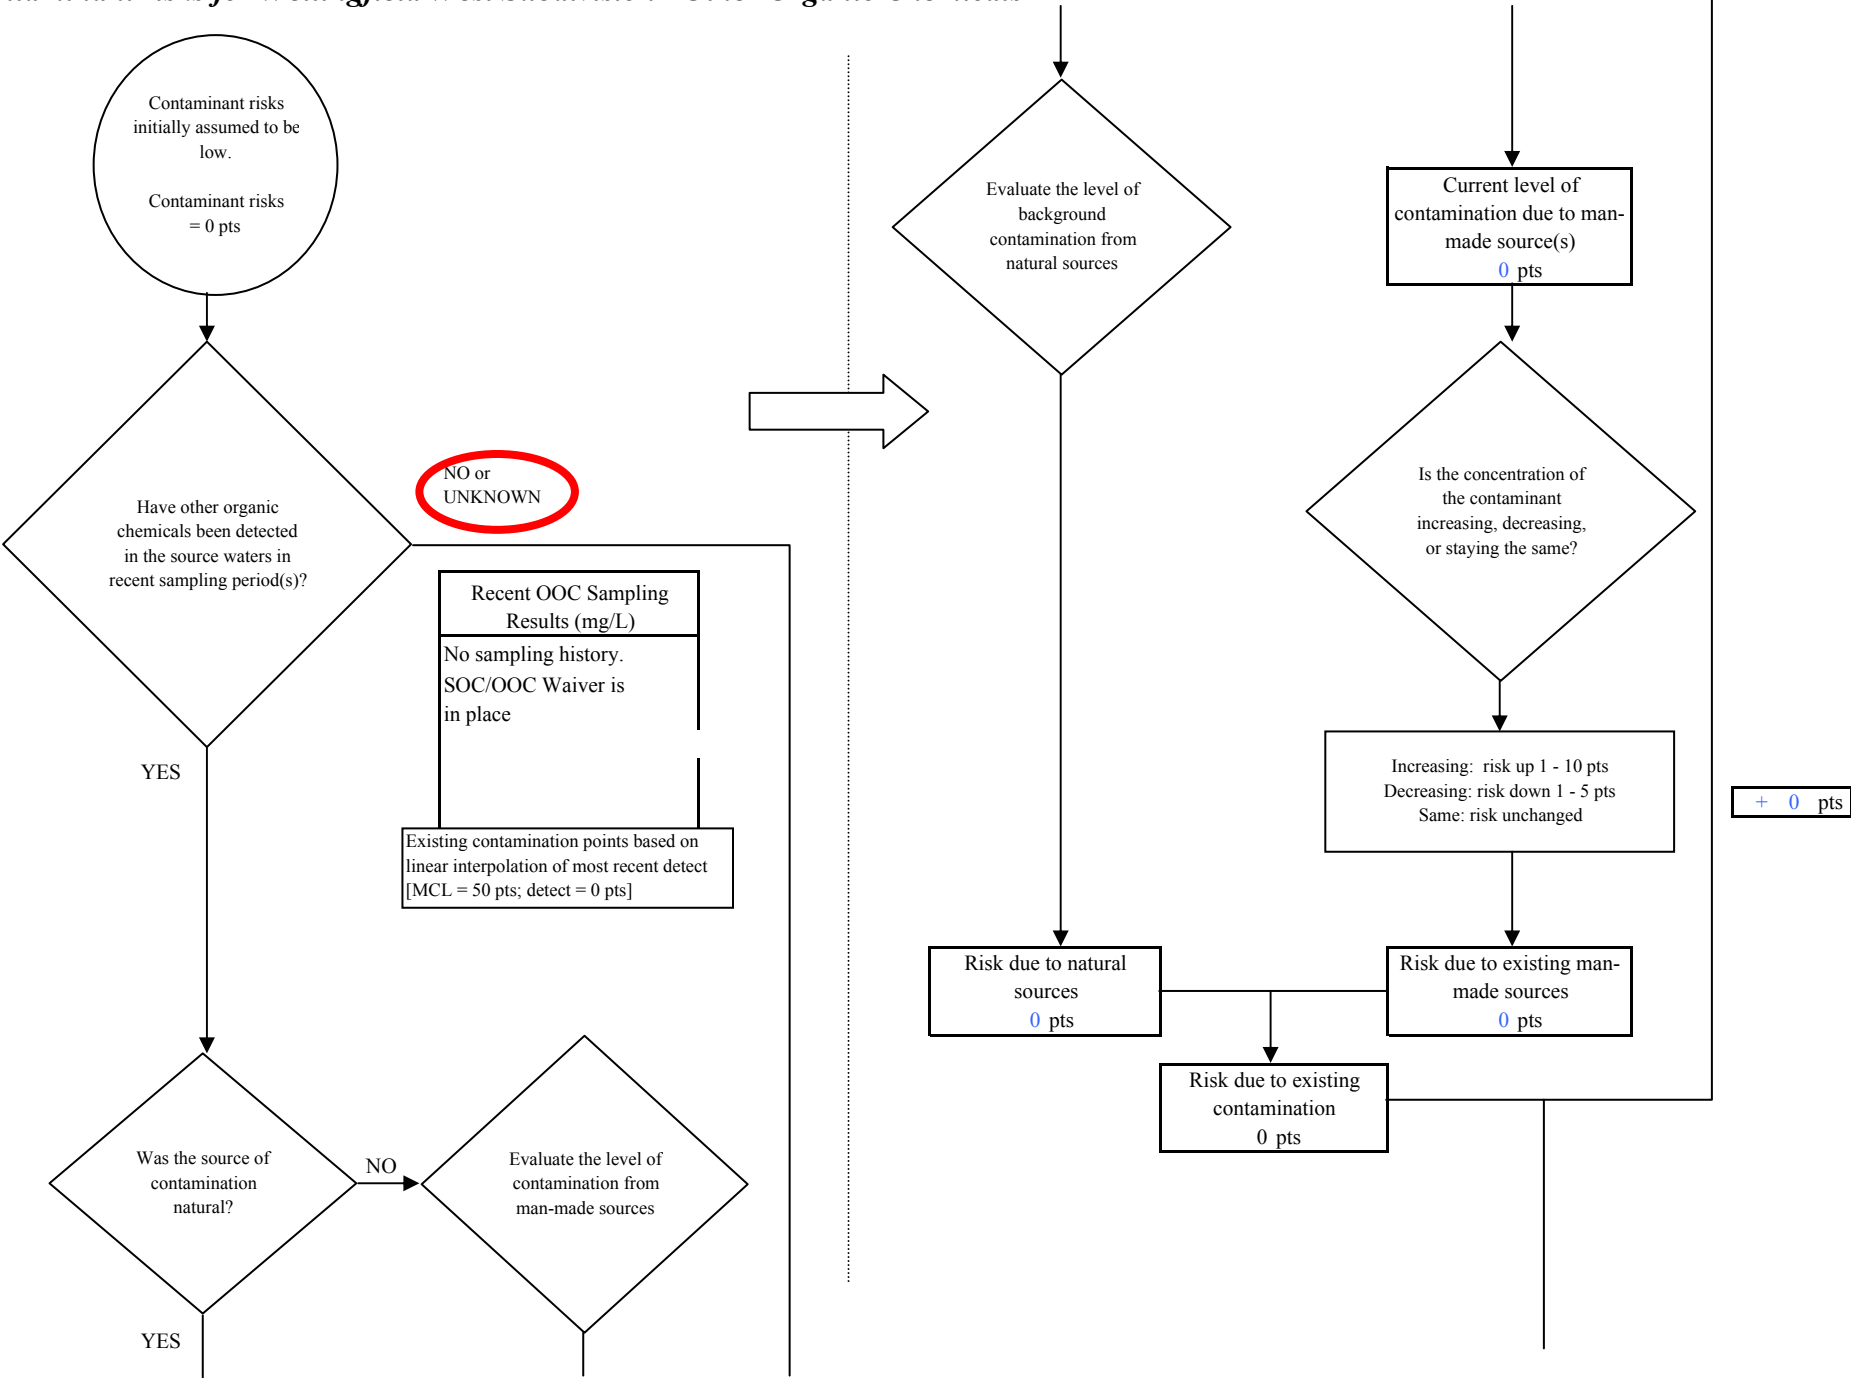 for Wellingfield West Subdivision - Other Organic Chemicals
Contaminant risks
initially assumed to be
low.
Contaminant risks
= 0 pts
Have other organic
chemicals been detected
in the source waters in
recent sampling period(s)?
NO or
UNKNOWN
Recent OOC Sampling
Results (mg/L)
No sampling history.
SOC/OOC Waiver is
in place
YES
Existing contamination points based on
linear interpolation of most recent detect
[MCL = 50 pts; detect = 0 pts]
Was the source of
contamination
natural?
NO
Evaluate the level of
contamination from
man-made sources
YES
Evaluate the level of
background
contamination from
natural sources
Current level of
contamination due to man-
made source(s)
0 pts
Is the concentration of
the contaminant
increasing, decreasing,
or staying the same?
Increasing: risk up 1 - 10 pts
Decreasing: risk down 1 - 5 pts
Same: risk unchanged
+ 0 pts
Risk due to natural
sources
0 pts
Risk due to existing man-
made sources
0 pts
Risk due to existing
contamination
0 pts